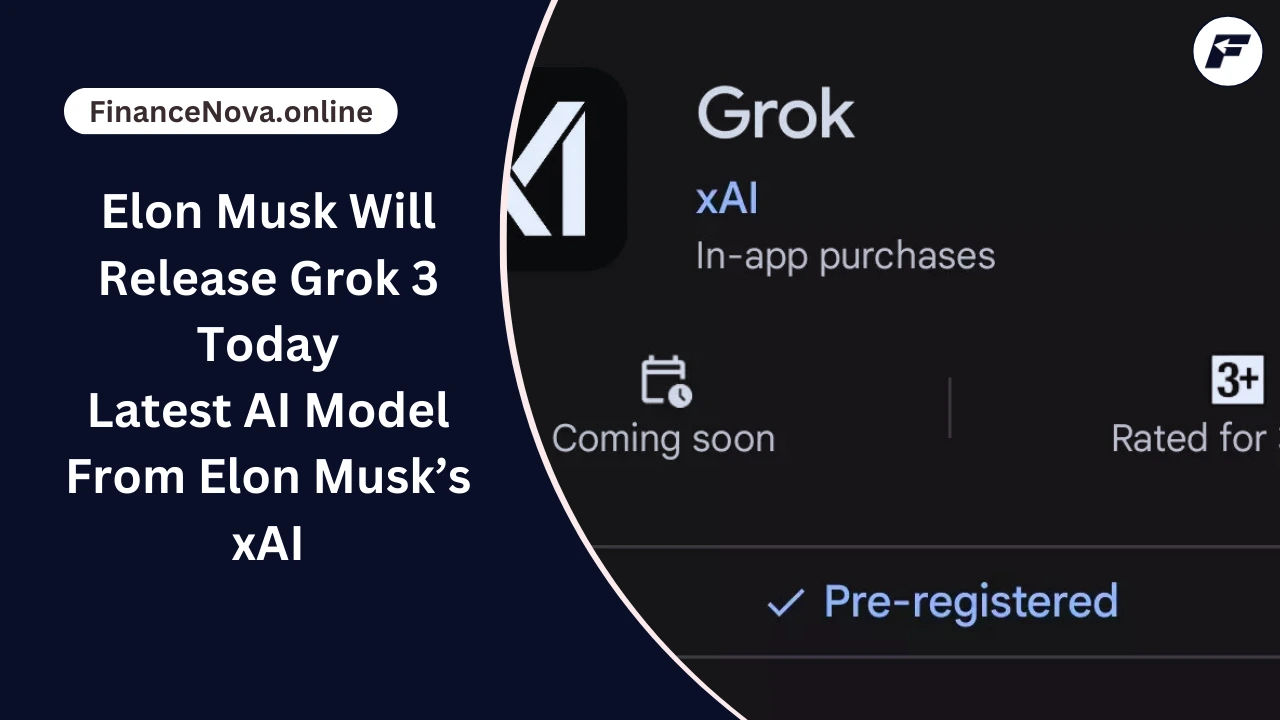 FinanceNova.online
Elon Musk Will
Release Grok 3
Today
Latest AI Model
From Elon Musk’s
xAI
F
xI
Grok
xAI
In-app purchases
Coming soon
3+
Rated for
Pre-registered